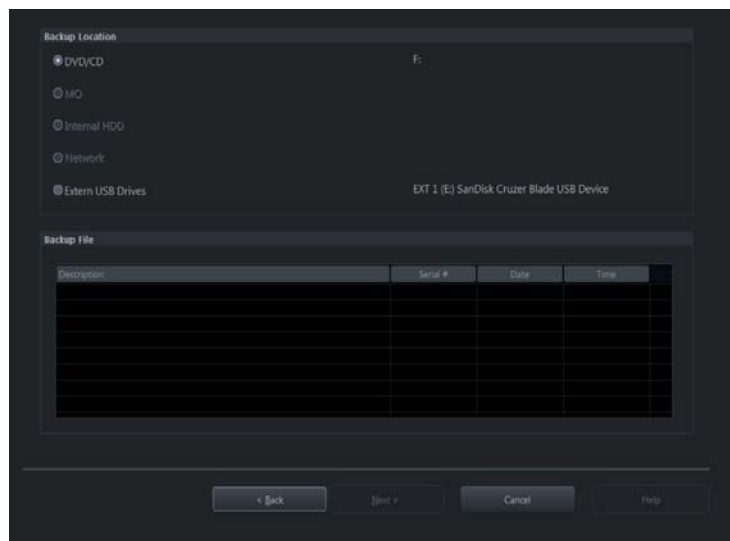 Backup Location
DVD/CD F:
MO
Internal HDD
Network
Extern USB Drives EXT 1 (E:) SanDisk Cruzer Blade USB Device
Backup File
Description Serial # Date Time
< Back Next > Cancel Help